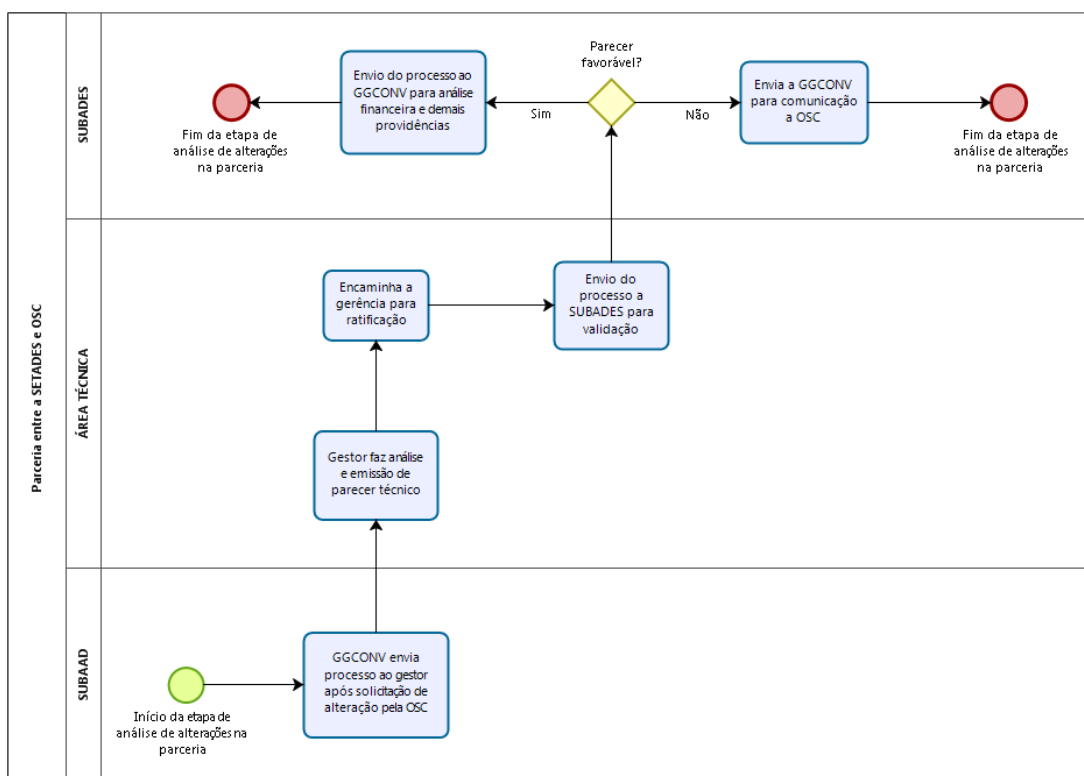 Parceria entre a SETADES e OSC
SUBADES
Fim da etapa de
análise de alterações
na parceria
Envio do processo ao
GGCONV para análise
financeira e demais
providências
Sim
Parecer
favorável?
Não
Envia a GGCONV
para comunicação
a OSC
Fim da etapa de
análise de alterações
na parceria
ÁREA TÉCNICA
Encaminha a
gerência para
ratificação
Envio do
processo a
SUBADES para
validação
Gestor faz análise
e emissão de
parecer técnico
SUBAAD
Início da etapa de
análise de alterações na
parceria
GGCONV envia
processo ao gestor
após solicitação de
alteração pela OSC